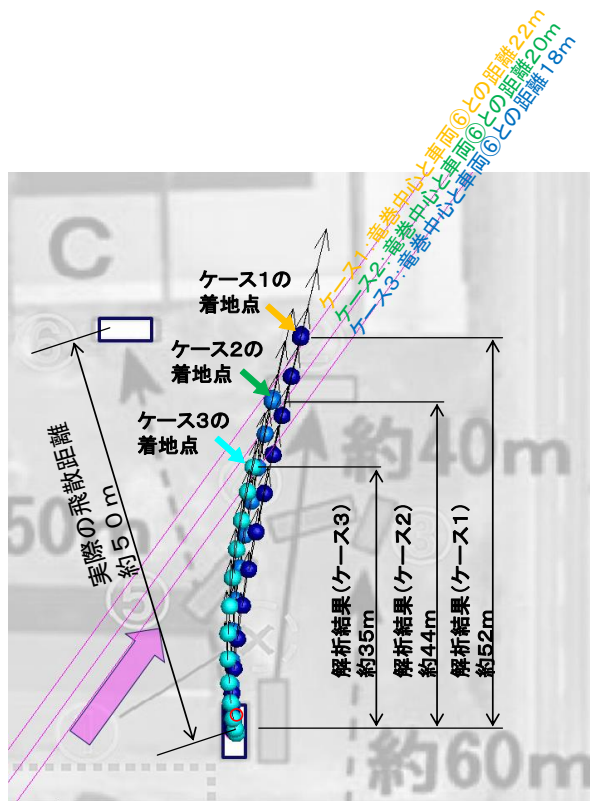 ケース1:竜巻中心と車両⑥との距離22m
ケース2:竜巻中心と車両⑥との距離20m
ケース3:竜巻中心と車両⑥との距離18m
C
ケース1の
着地点
⑥
ケース2の
着地点
ケース3の
着地点
約40m
実際の飛散距離
約50m
50m
③
⑤
解析結果(ケース3)
約35m
解析結果(ケース2)
約44m
解析結果(ケース1)
約52m
約60m